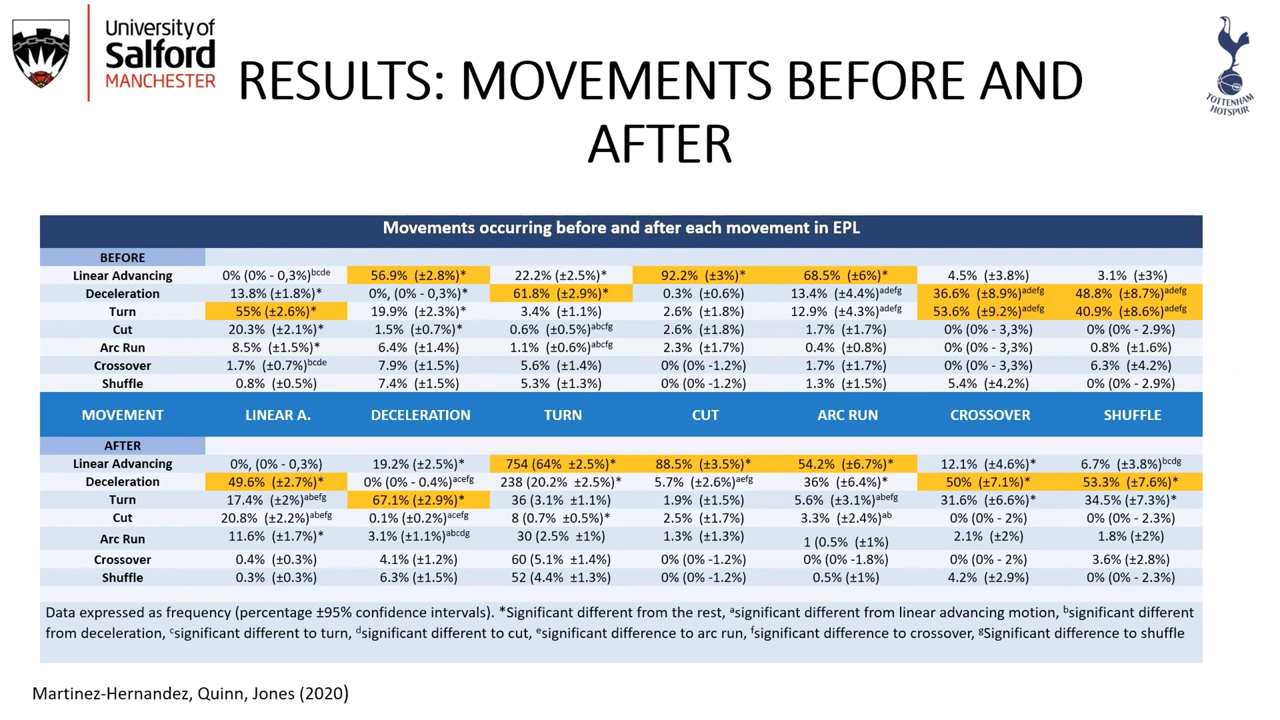 University of
Salford
MANCHESTER
RESULTS: MOVEMENTS BEFORE AND
AFTER
TOTTENHAM
HOTSPUR
Movements occurring before and after each movement in EPL
BEFORE
Linear Advancing 0% (0% - 0,3%)bcde 56.9% (±2.8%)* 22.2% (±2.5%)* 92.2% (±3%)* 68.5% (±6%)* 4.5% (±3.8%) 3.1% (±3%)
Deceleration 13.8% (±1.8%)* 0%, (0% - 0,3%)* 61.8% (±2.9%)* 0.3% (±0.6%) 13.4% (±4.4%)adefg 36.6% (±8.9%)adefg 48.8% (±8.7%)adefg
Turn 55% (±2.6%)* 19.9% (±2.3%)* 3.4% (±1.1%) 2.6% (±1.8%) 12.9% (±4.3%)adefg 53.6% (±9.2%)adefg 40.9% (±8.6%)adefg
Cut 20.3% (±2.1%)* 1.5% (±0.7%)* 0.6% (±0.5%)abcfg 2.6% (±1.8%) 1.7% (±1.7%) 0% (0% - 3,3%) 0% (0% - 2.9%)
Arc Run 8.5% (±1.5%)* 6.4% (±1.4%) 1.1% (±0.6%)abcfg 2.3% (±1.7%) 0.4% (±0.8%) 0% (0% - 3,3%) 0.8% (±1.6%)
Crossover 1.7% (±0.7%)bcde 7.9% (±1.5%) 5.6% (±1.4%) 0% (0% -1.2%) 1.7% (±1.7%) 0% (0% - 3,3%) 6.3% (±4.2%)
Shuffle 0.8% (±0.5%) 7.4% (±1.5%) 5.3% (±1.3%) 0% (0% -1.2%) 1.3% (±1.5%) 5.4% (±4.2%) 0% (0% - 2.9%)
MOVEMENT LINEAR A. DECELERATION TURN CUT ARC RUN CROSSOVER SHUFFLE
AFTER
Linear Advancing 0%, (0% - 0,3%) 19.2% (±2.5%)* 754 (64% ±2.5%)* 88.5% (±3.5%)* 54.2% (±6.7%)* 12.1% (±4.6%)* 6.7% (±3.8%)bcdg
Deceleration 49.6% (±2.7%)* 0% (0% - 0.4%)acefg 238 (20.2% ±2.5%)* 5.7% (±2.6%)aefg 36% (±6.4%)* 50% (±7.1%)* 53.3% (±7.6%)*
Turn 17.4% (±2%)abefg 67.1% (±2.9%)* 36 (3.1% ±1.1%) 1.9% (±1.5%) 5.6% (±3.1%)abefg 31.6% (±6.6%)* 34.5% (±7.3%)*
Cut 20.8% (±2.2%)abefg 0.1% (±0.2%)acefg 8 (0.7% ±0.5%)* 2.5% (±1.7%) 3.3% (±2.4%)ab 0% (0% - 2%) 0% (0% - 2.3%)
Arc Run 11.6% (±1.7%)* 3.1% (±1.1%)abcdg 30 (2.5% ±1%) 1.3% (±1.3%) 1 (0.5% (±1%) 2.1% (±2%) 1.8% (±2%)
Crossover 0.4% (±0.3%) 4.1% (±1.2%) 60 (5.1% ±1.4%) 0% (0% -1.2%) 0% (0% -1.8%) 0% (0% - 2%) 3.6% (±2.8%)
Shuffle 0.3% (±0.3%) 6.3% (±1.5%) 52 (4.4% ±1.3%) 0% (0% -1.2%) 0.5% (±1%) 4.2% (±2.9%) 0% (0% - 2.3%)
Data expressed as frequency (percentage ±95% confidence intervals). *Significant different from the rest, asignificant different from linear advancing motion, bsignificant different
from deceleration, csignificant different to turn, dsignificant different to cut, esignificant difference to arc run, fsignificant difference to crossover, gSignificant difference to shuffle
Martinez-Hernandez, Quinn, Jones (2020)